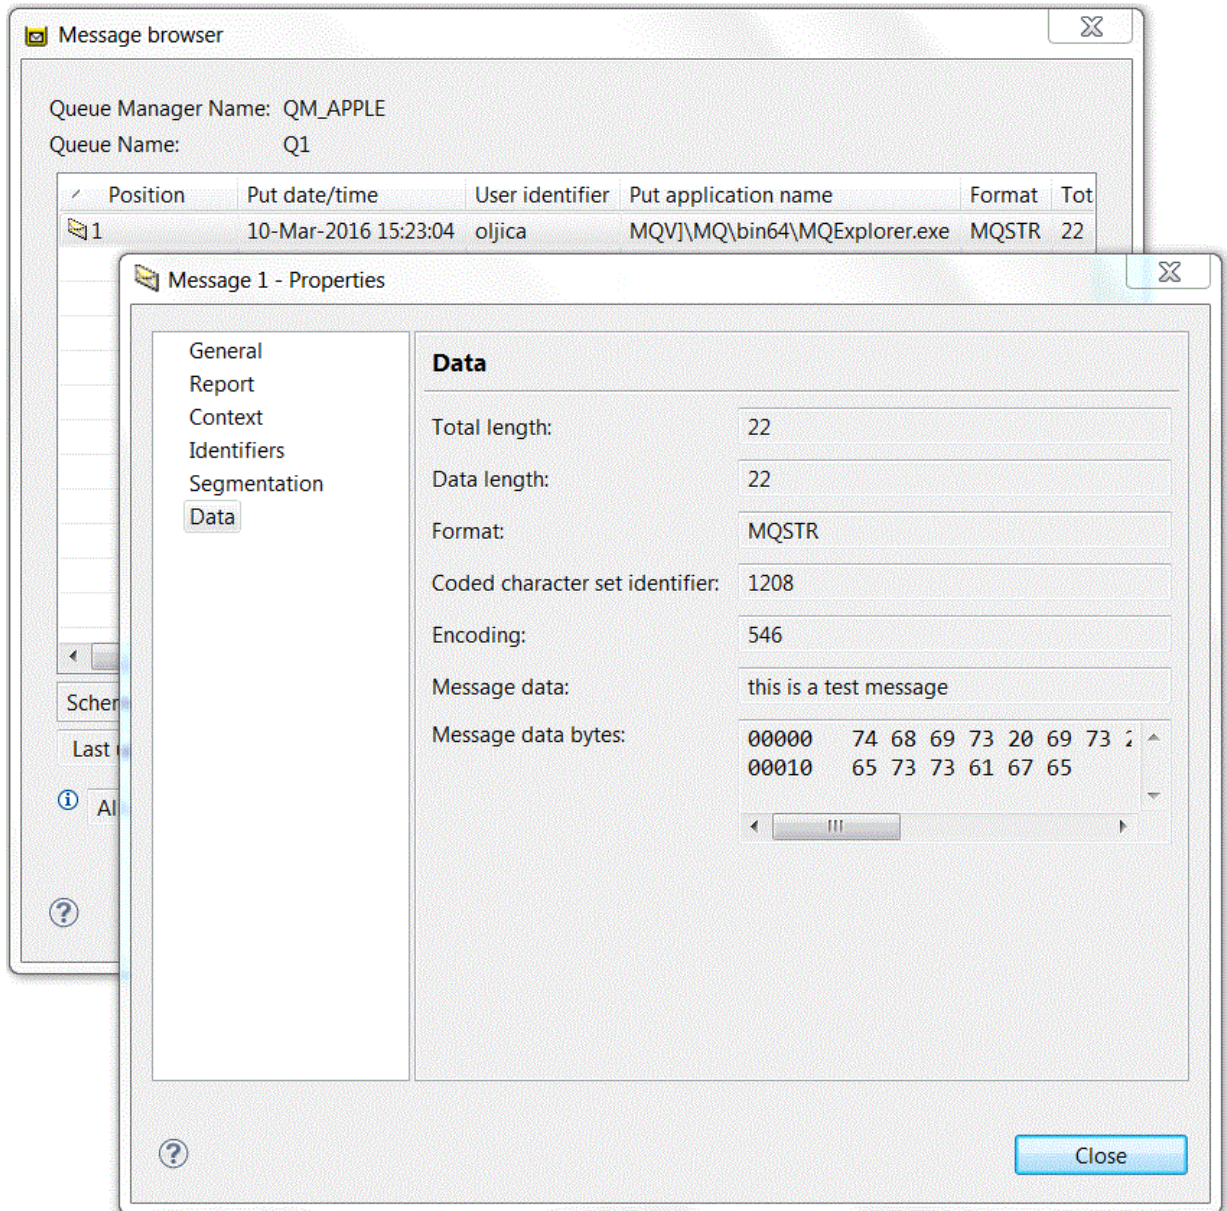 Message browser
Queue Manager Name: QM_APPLE
Queue Name: Q1
Position Put date/time User identifier Put application name Format Tot
1 10-Mar-2016 15:23:04 oljica MQV]\MQ\bin64\MQExplorer.exe MQSTR 22
Message 1 - Properties
General
Report
Context
Identifiers
Segmentation
Data
Data
Total length: 22
Data length: 22
Format: MQSTR
Coded character set identifier: 1208
Encoding: 546
Message data: this is a test message
Message data bytes: 00000 74 68 69 73 20 69 73
00010 65 73 73 61 67 65
Scher
Last
Al
Close